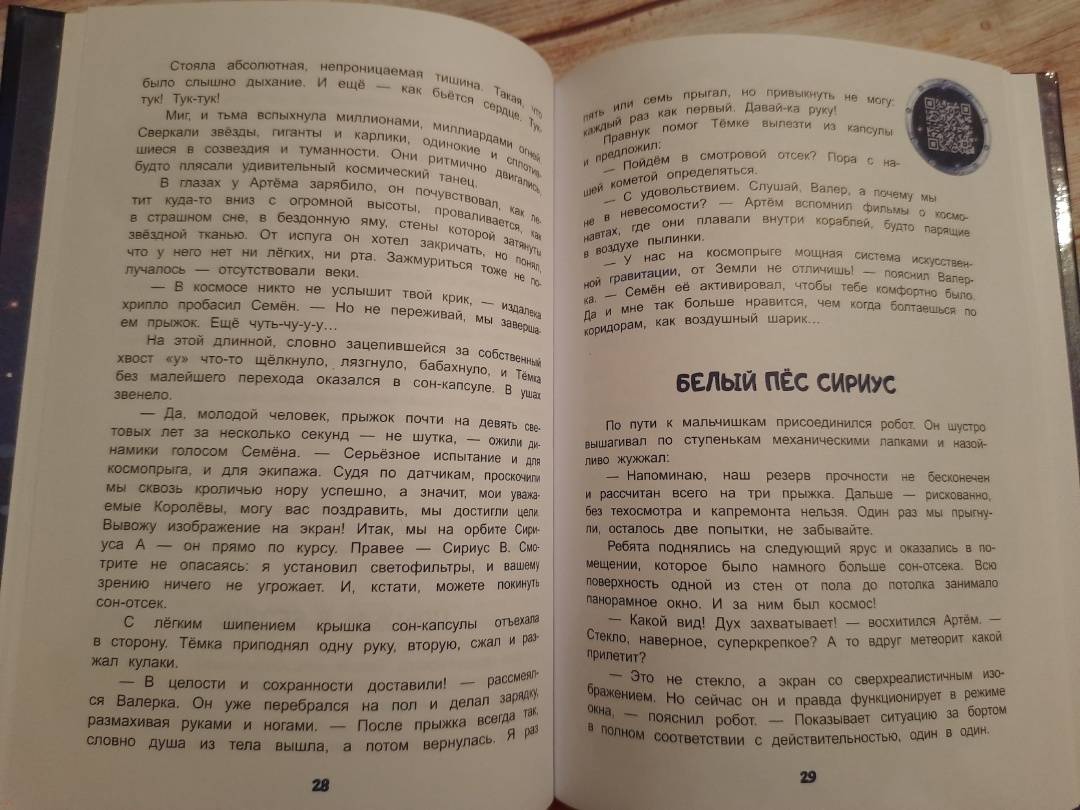 Стояла абсолютная, непроницаемая тишина. Такая, что
было слышно дыхание. И ещё — как бьётся сердце. Тук-
тук! Тук-тук!
Миг, и тьма вспыхнула миллионами, миллиардами огней.
Сверкали звёзды, гиганты и карлики, одинокие и сплотив-
шиеся в созвездия и туманности. Они ритмично двигались,
будто плясали удивительный космический танец.
В глазах у Артёма зарябило, он почувствовал, как ле-
тит куда-то вниз с огромной высоты, проваливается, как
в страшном сне, в бездонную яму, стены которой затянуты
звёздной тканью. От испуга он хотел закричать, но понял,
что у него нет ни лёгких, ни рта. Зажмуриться тоже не по-
лучалось — отсутствовали веки.
— В космосе никто не услышит твой крик, — издалека
хрипло пробасил Семён. — Но не переживай, мы заверша-
ем прыжок. Ещё чуть-чу-у-у...
На этой длинной, словно зацепившейся за собственный
хвост «у» что-то щёлкнуло, лязгнуло, бабахнуло, и Тёмка
без малейшего перехода оказался в сон-капсуле. В ушах
звенело.
— Да, молодой человек, прыжок почти на девять све-
товых лет за несколько секунд — не шутка, — ожили ди-
намики голосом Семёна. — Серьёзное испытание и для
космопрыга, и для экипажа. Судя по датчикам, проскочили
мы сквозь кроличью нору успешно, а значит, мои уважа-
емые Королёвы, могу вас поздравить, мы достигли цели.
Вывожу изображение на экран! Итак, мы на орбите Сири-
уса А — он прямо по курсу. Правее — Сириус В. Смо-
трите не опасаясь: я установил светофильтры, и вашему
зрению ничего не угрожает. И, кстати, можете покинуть
сон-отсек.
С лёгким шипением крышка сон-капсулы отъехала
в сторону. Тёмка приподнял одну руку, вторую, сжал и раз-
жал кулаки.
— В целости и сохранности доставили! — рассмеял-
ся Валерка. Он уже перебрался на пол и делал зарядку,
размахивая руками и ногами. — После прыжка всегда так,
словно душа из тела вышла, а потом вернулась. Я раз
28
пять или семь прыгал, но привыкнуть не могу:
каждый раз как первый. Давай-ка руку!
Правнук помог Тёмке вылезти из капсулы
и предложил:
— Пойдём в смотровой отсек? Пора с на-
шей кометой определяться.
— С удовольствием. Слушай, Валер, а почему мы
не в невесомости? — Артём вспомнил фильмы о космо-
навтах, где они плавали внутри кораблей, будто парящие
в воздухе пылинки.
— У нас на космопрыге мощная система искусствен-
ной гравитации, от Земли не отличишь! — пояснил Валер-
ка. — Семён её активировал, чтобы тебе комфортно было.
Да и мне так больше нравится, чем когда болтаешься по
коридорам, как воздушный шарик...
БЕЛЫЙ ПЁС СИРИУС
По пути к мальчишкам присоединился робот. Он шустро
вышагивал по ступенькам механическими лапками и назой-
ливо жужжал:
— Напоминаю, наш резерв прочности не бесконечен
и рассчитан всего на три прыжка. Дальше — рискованно,
без техосмотра и капремонта нельзя. Один раз мы прыгну-
ли, осталось две попытки, не забывайте.
Ребята поднялись на следующий ярус и оказались в по-
мещении, которое было намного больше сон-отсека. Всю
поверхность одной из стен от пола до потолка занимало
панорамное окно. И за ним был космос!
— Какой вид! Дух захватывает! — восхитился Артём. —
Стекло, наверное, суперкрепкое? А то вдруг метеорит какой
прилетит?
— Это не стекло, а экран со сверхреалистичным изо-
бражением. Но сейчас он и правда функционирует в режиме
окна, — пояснил робот. — Показывает ситуацию за бортом
в полном соответствии с действительностью, один в один.
29